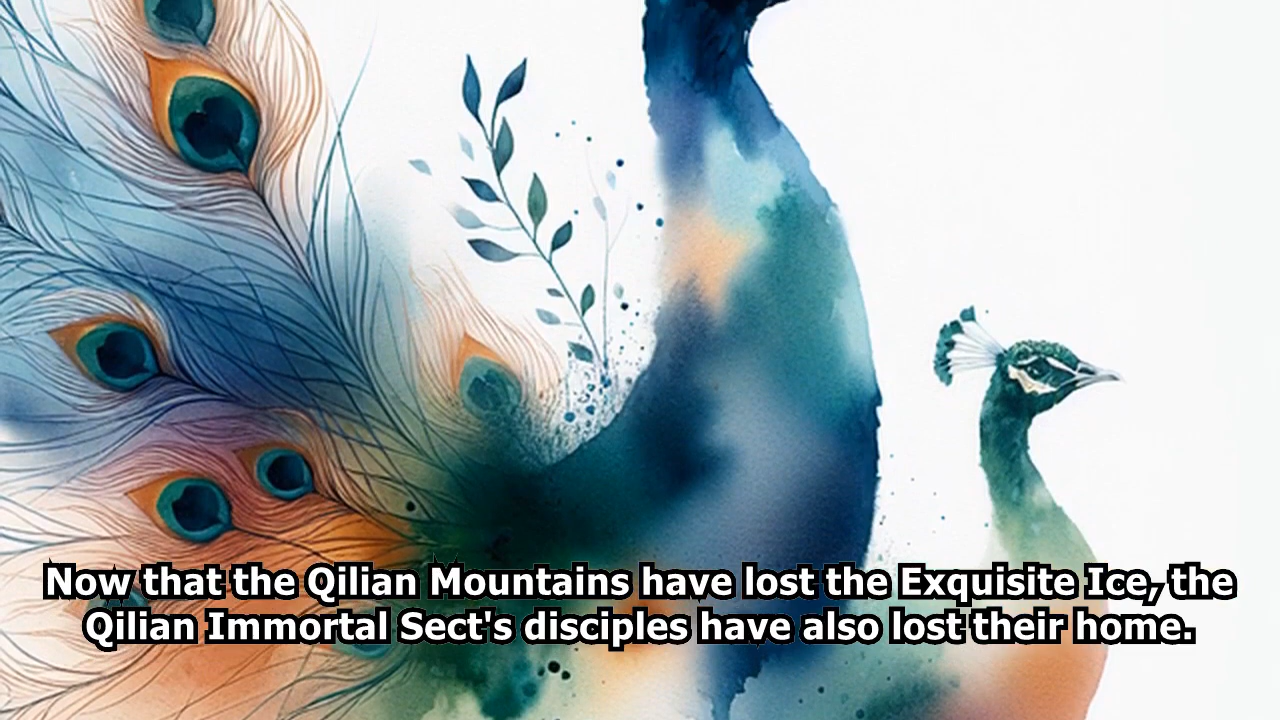 Now that the Qilian Mountains have lost the Exquisite Ice, the
Qilian Immortal Sect's disciples have also lost their home.